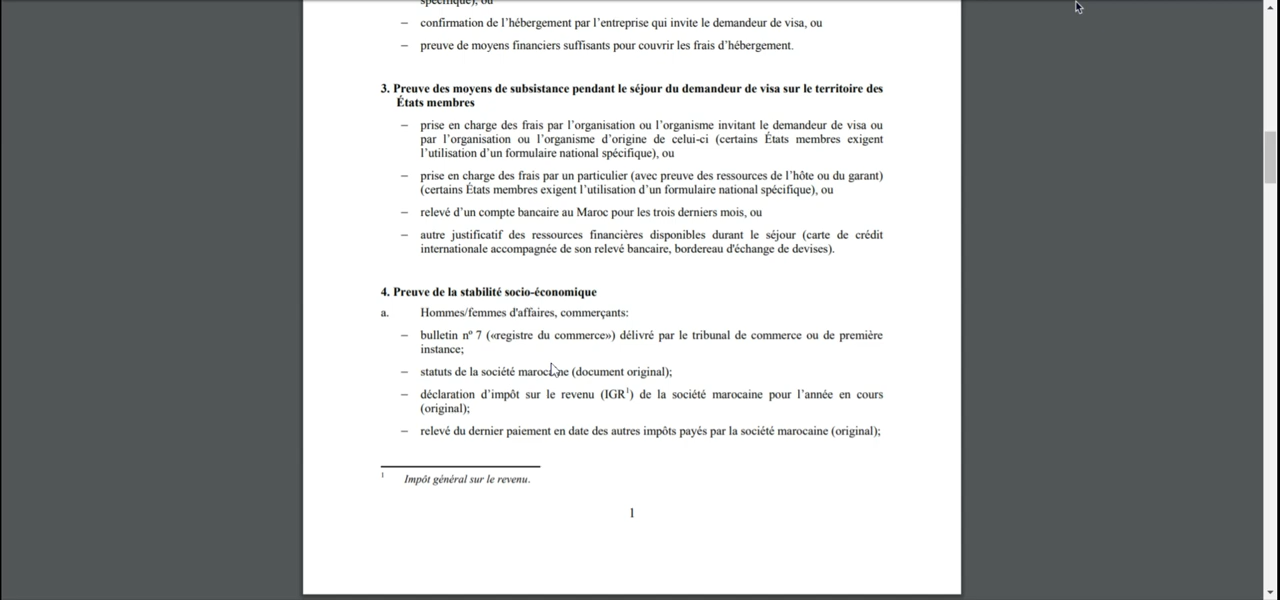 spécifique), ou
– confirmation de l’hébergement par l’entreprise qui invite le demandeur de visa, ou
– preuve de moyens financiers suffisants pour couvrir les frais d’hébergement.
3. Preuve des moyens de subsistance pendant le séjour du demandeur de visa sur le territoire des
États membres
– prise en charge des frais par l’organisation ou l’organisme invitant le demandeur de visa ou
par l’organisation ou l’organisme d’origine de celui-ci (certains États membres exigent
l’utilisation d’un formulaire national spécifique), ou
– prise en charge des frais par un particulier (avec preuve des ressources de l’hôte ou du garant)
(certains États membres exigent l’utilisation d’un formulaire national spécifique), ou
– relevé d’un compte bancaire au Maroc pour les trois derniers mois, ou
– autre justificatif des ressources financières disponibles durant le séjour (carte de crédit
internationale accompagnée de son relevé bancaire, bordereau d'échange de devises).
4. Preuve de la stabilité socio-économique
a. Hommes/femmes d'affaires, commerçants:
– bulletin nº 7 («registre du commerce») délivré par le tribunal de commerce ou de première
instance;
– statuts de la société marocaine (document original);
– déclaration d’impôt sur le revenu (IGR¹) de la société marocaine pour l’année en cours
(original);
– relevé du dernier paiement en date des autres impôts payés par la société marocaine (original);
¹ Impôt général sur le revenu.
1